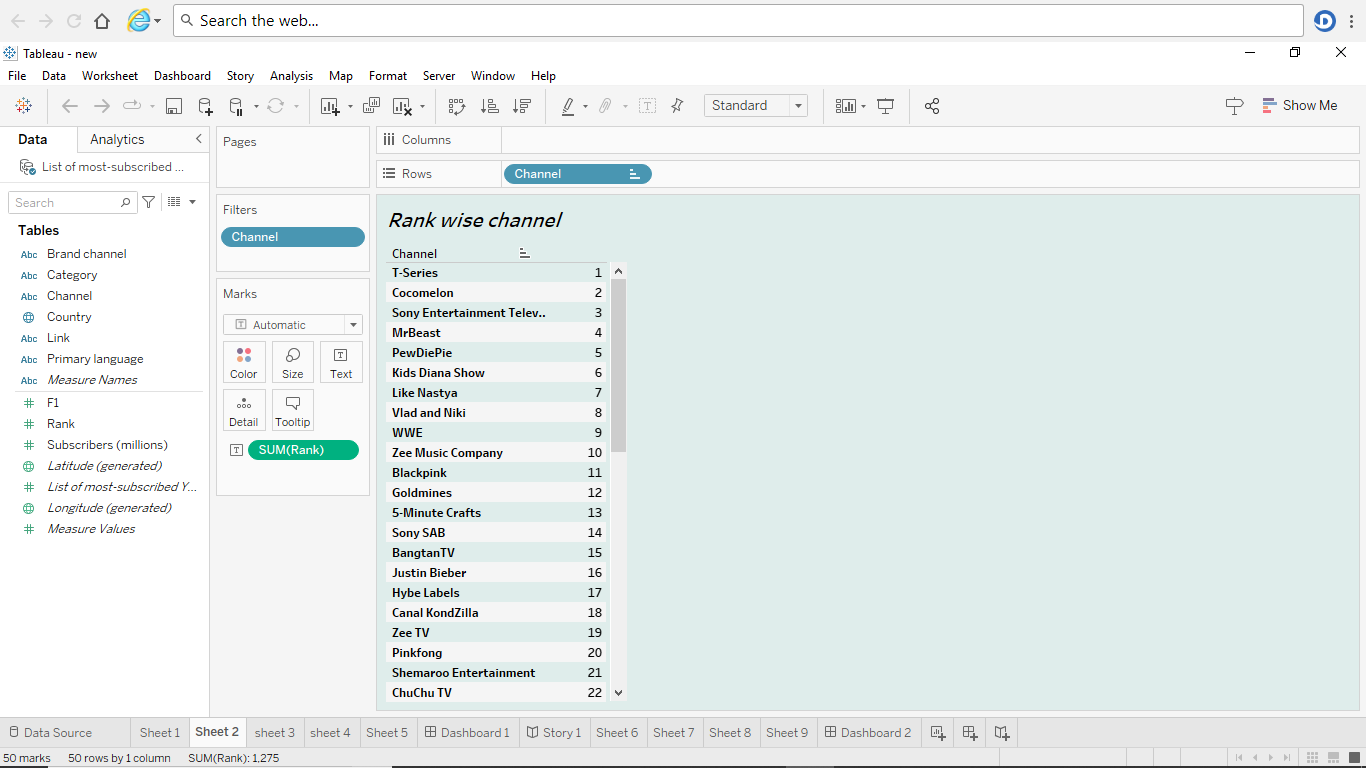 Search the web...
Tableau - new
File Data Worksheet Dashboard Story Analysis Map Format Server Window Help
Standard
Show Me
Data Analytics
List of most-subscribed ...
Search
Tables
Abc Brand channel
Abc Category
Abc Channel
Country
Abc Link
Abc Primary language
Abc Measure Names
F1
Rank
Subscribers (millions)
Latitude (generated)
List of most-subscribed Y...
Longitude (generated)
Measure Values
Pages
Filters
Channel
Marks
Automatic
Color Size Text
Detail Tooltip
SUM(Rank)
Columns
Rows Channel
Rank wise channel
Channel
T-Series 1
Cocomelon 2
Sony Entertainment Telev.. 3
MrBeast 4
PewDiePie 5
Kids Diana Show 6
Like Nastya 7
Vlad and Niki 8
WWE 9
Zee Music Company 10
Blackpink 11
Goldmines 12
5-Minute Crafts 13
Sony SAB 14
BangtanTV 15
Justin Bieber 16
Hybe Labels 17
Canal KondZilla 18
Zee TV 19
Pinkfong 20
Shemaroo Entertainment 21
ChuChu TV 22
Data Source Sheet 1 Sheet 2 sheet 3 sheet 4 Sheet 5 Dashboard 1 Story 1 Sheet 6 Sheet 7 Sheet 8 Sheet 9 Dashboard 2
50 marks 50 rows by 1 column SUM(Rank): 1,275